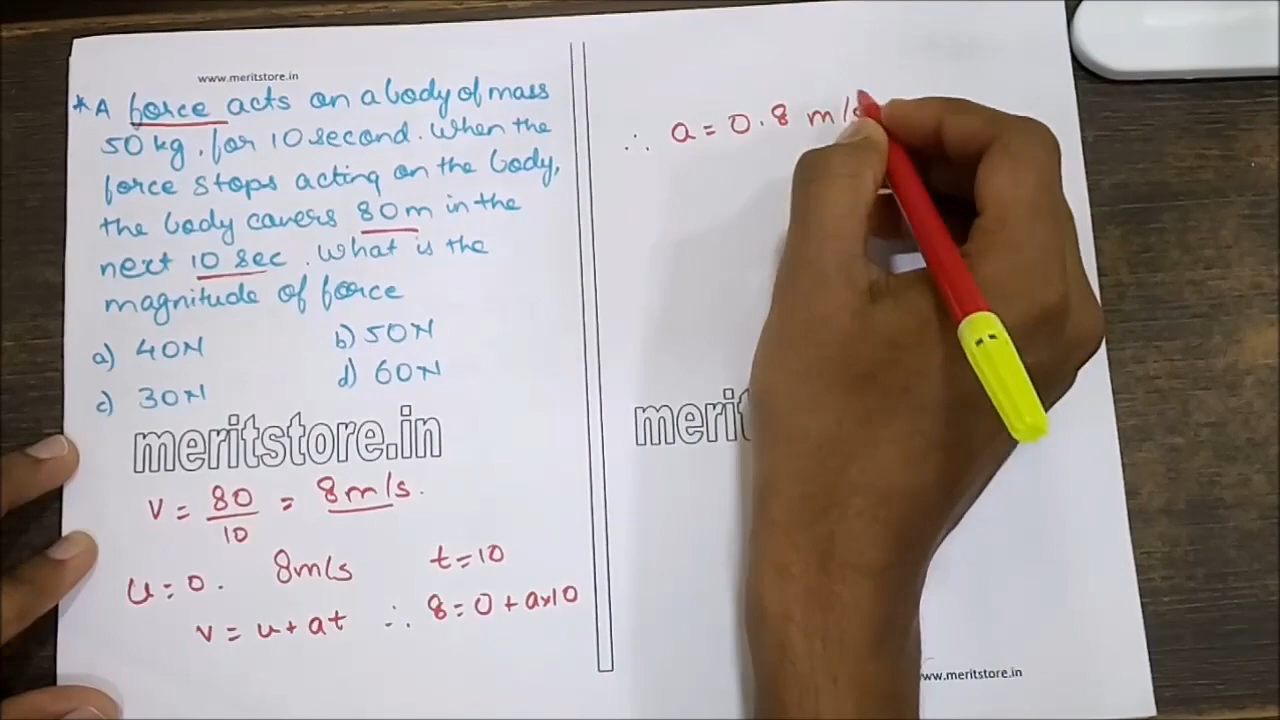 www.meritstore.in
* A force acts on a body of mass
50 kg, for 10 second. When the
force stops acting on the body,
the body covers 80m in the
next 10 sec. What is the
magnitude of force
a) 40N b) 50N
c) 30N d) 60N
meritstore.in
v = 80/10 = 8m/s.
u = 0. 8m/s t = 10
v = u + at ∴ 8 = 0 + a×10
∴ a = 0.8 m/s
merit
www.meritstore.in